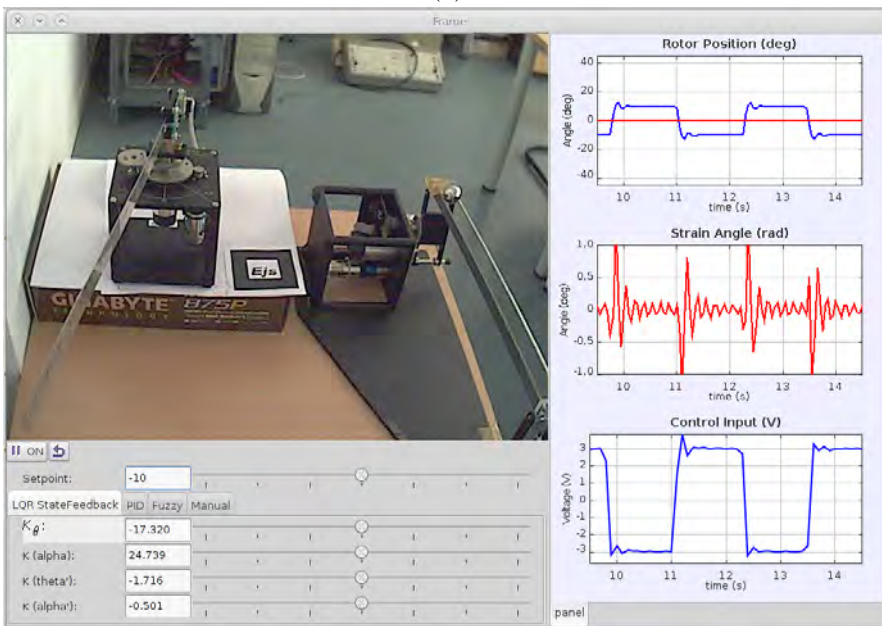 Frame
GIGABYTE 875P
TECHNOLOGY
Ejs
ON
Setpoint: -10
LQR StateFeedback PID Fuzzy Manual
Kθ: -17.320
K (alpha): 24.739
K (theta'): -1.716
K (alpha'): -0.501
Rotor Position (deg)
Angle (deg)
40
20
0
-20
-40
10 11 12 13 14
time (s)
Strain Angle (rad)
Angle (deg)
1,0
0,5
0
-0,5
-1,0
10 11 12 13 14
time (s)
Control Input (V)
Voltage (V)
3
2
1
0
-1
-2
-3
10 11 12 13 14
time (s)
panel